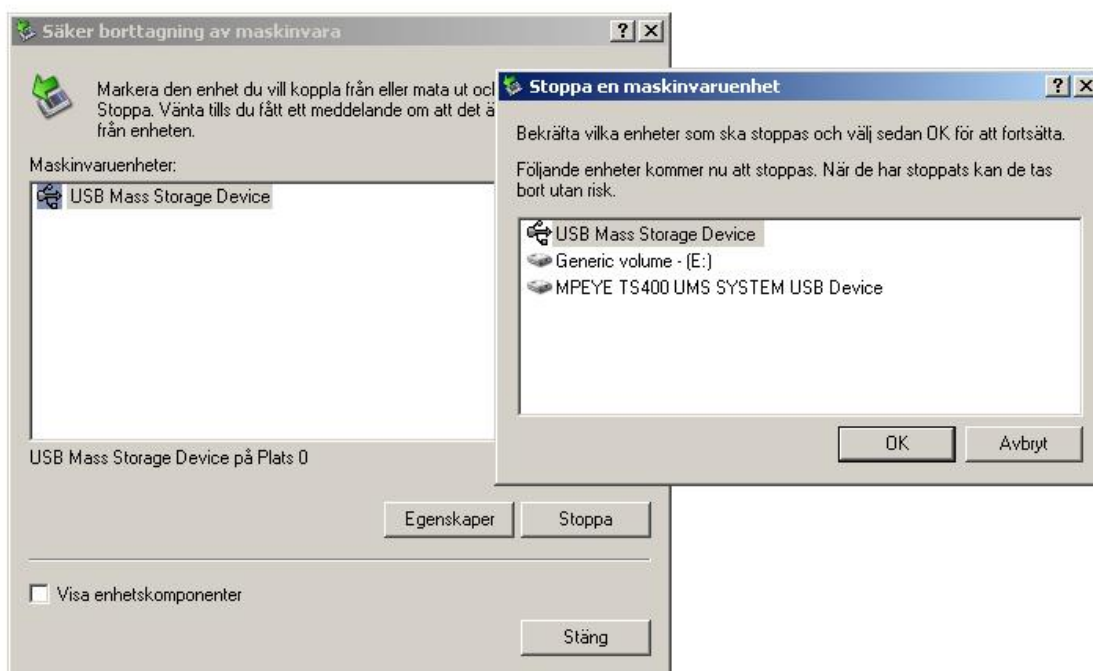 Säker borttagning av maskinvara
Markera den enhet du vill koppla från eller mata ut och
Stoppa. Vänta tills du fått ett meddelande om att det ä
från enheten.
Maskinvaruenheter:
USB Mass Storage Device
USB Mass Storage Device på Plats 0
Egenskaper
Stoppa
Visa enhetskomponenter
Stäng
Stoppa en maskinvaruenhet
Bekräfta vilka enheter som ska stoppas och välj sedan OK för att fortsätta.
Följande enheter kommer nu att stoppas. När de har stoppats kan de tas
bort utan risk.
USB Mass Storage Device
Generic volume - (E:)
MPEYE TS400 UMS SYSTEM USB Device
OK
Avbryt